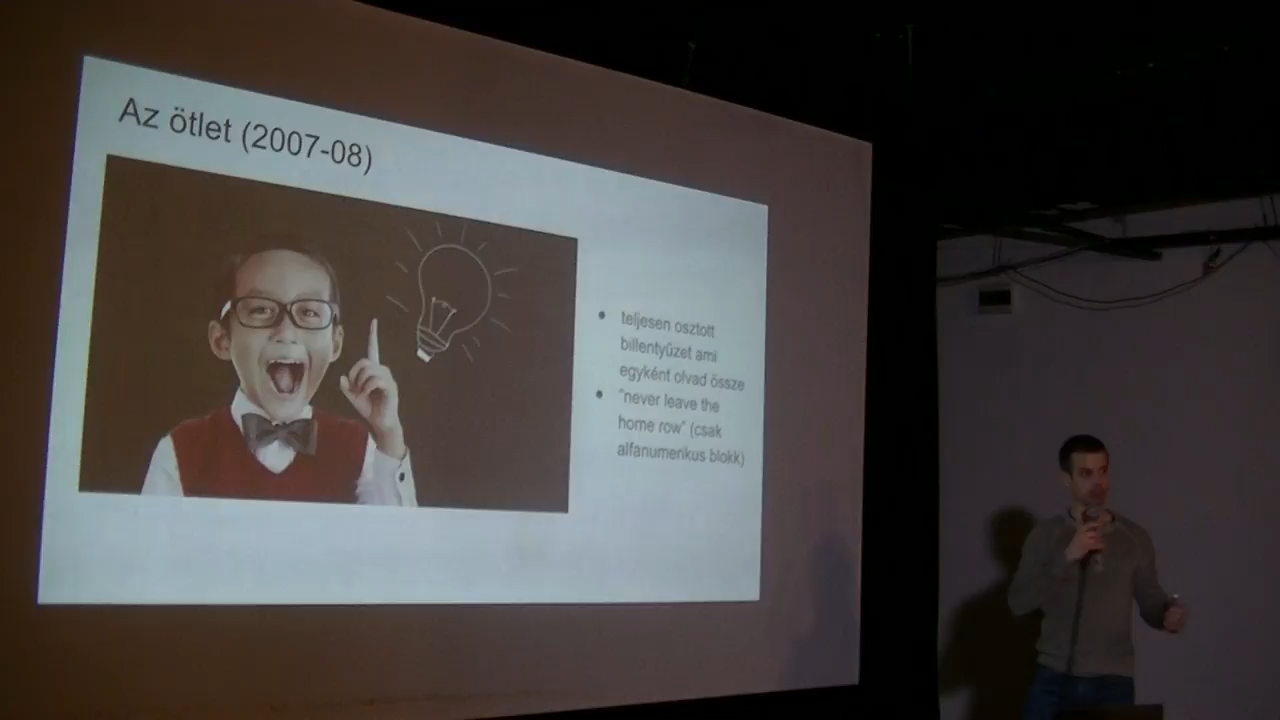 Az ötlet (2007-08)
teljesen osztott
billentyűzet ami
egyként olvad össze
"never leave the
home row" (csak
alfanumerikus blokk)